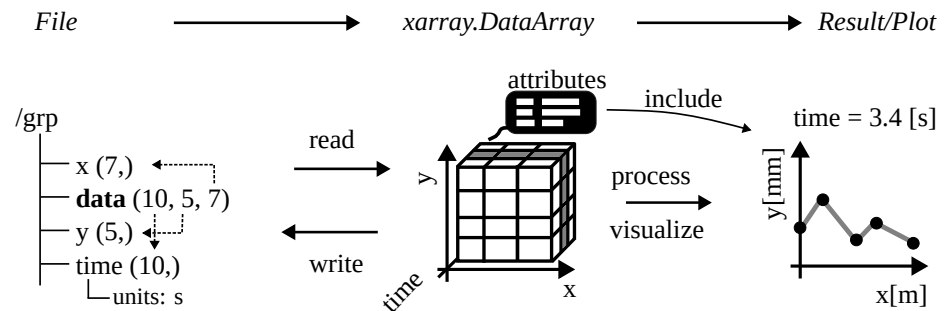 File
xarray.DataArray
Result/Plot
/grp
x (7,)
data (10, 5, 7)
y (5,)
time (10,)
units: s
read
write
attributes
y
time
x
include
process
visualize
time = 3.4 [s]
y[mm]
x[m]